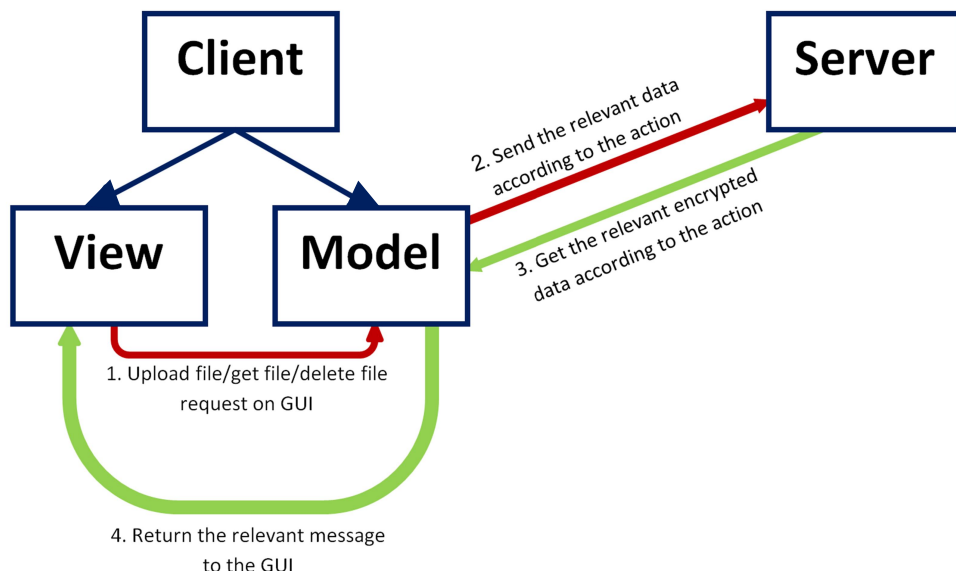 Client
Server
2. Send the relevant data
according to the action
View
Model
3. Get the relevant encrypted
data according to the action
1. Upload file/get file/delete file
request on GUI
4. Return the relevant message
to the GUI